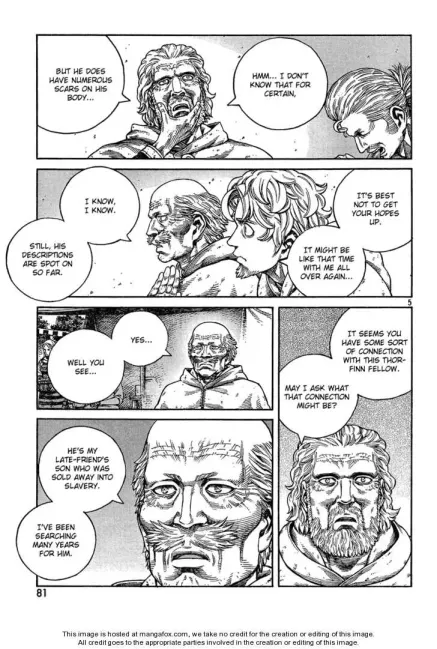 BUT HE DOES
HAVE NUMEROUS
SCARS ON HIS
BODY...
HMM... I DON'T
KNOW THAT FOR
CERTAIN,
I KNOW,
I KNOW.
STILL, HIS
DESCRIPTIONS
ARE SPOT ON
SO FAR.
IT'S BEST
NOT TO GET
YOUR HOPES
UP.
IT MIGHT BE
LIKE THAT TIME
WITH ME ALL
OVER AGAIN...
5
YES...
WELL YOU
SEE...
IT SEEMS YOU
HAVE SOME SORT
OF CONNECTION
WITH THIS THOR-
FINN FELLOW.
MAY I ASK WHAT
THAT CONNECTION
MIGHT BE?
HE'S MY
LATE-FRIEND'S
SON WHO WAS
SOLD AWAY INTO
SLAVERY.
I'VE BEEN
SEARCHING
MANY YEARS
FOR HIM.
81
This image is hosted at mangafox.com, we take no credit for the creation or editing of this image.
All credit goes to the appropriate parties involved in the creation or editing of this image.